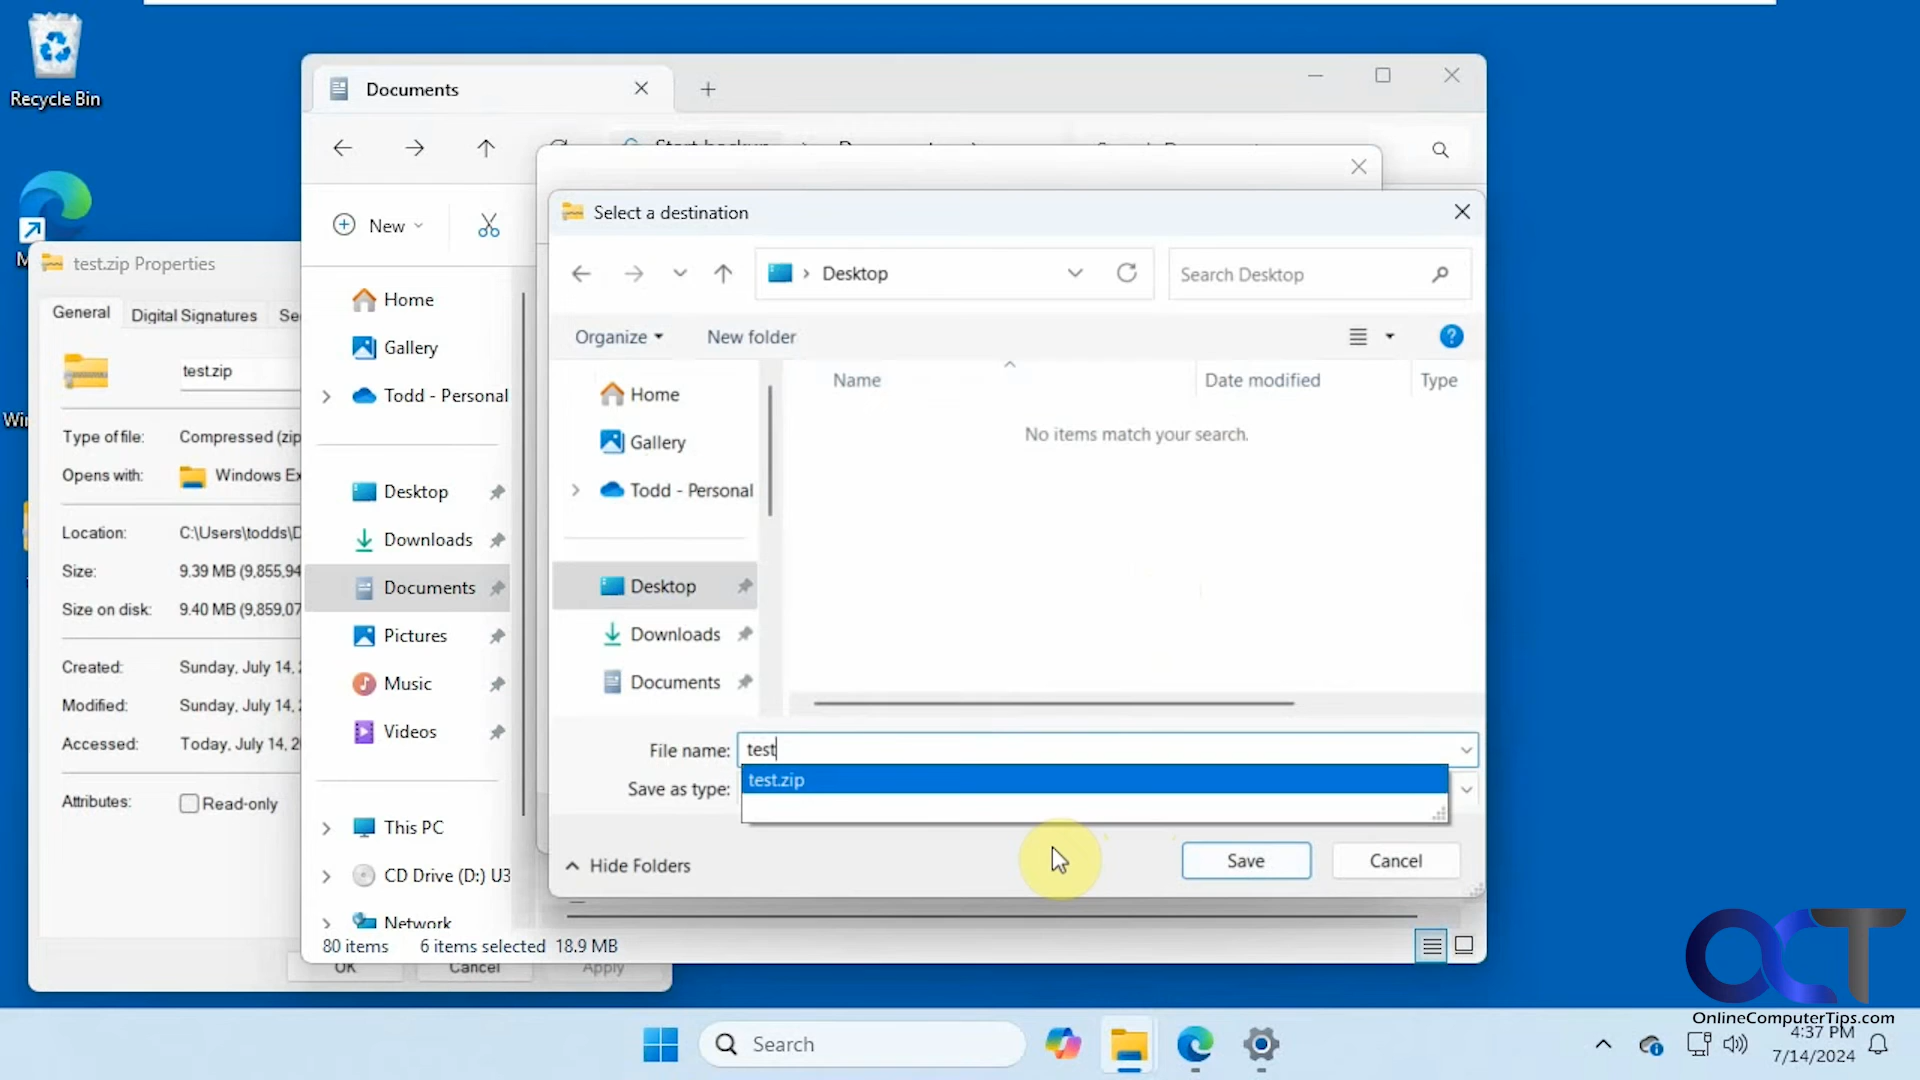 Recycle Bin
Documents
New
Home
Gallery
Todd - Personal
Desktop
Downloads
Documents
Pictures
Music
Videos
This PC
CD Drive (D:) U3
Network
80 items 6 items selected 18.9 MB
test.zip Properties
General Digital Signatures Se
test.zip
Type of file: Compressed (zip
Opens with: Windows Ex
Location: C:\Users\todds\D
Size: 9.39 MB (9,855,94
Size on disk: 9.40 MB (9,859,07
Created: Sunday, July 14, 
Modified: Sunday, July 14, 
Accessed: Today, July 14, 2
Attributes: Read-only
OK Cancel Apply
Select a destination
Desktop
Search Desktop
Organize New folder
Name Date modified Type
No items match your search.
Home
Gallery
Todd - Personal
Desktop
Downloads
Documents
File name: test
test.zip
Save as type:
Hide Folders
Save Cancel
Search
OCT
OnlineComputerTips.com
4:37 PM
7/14/2024